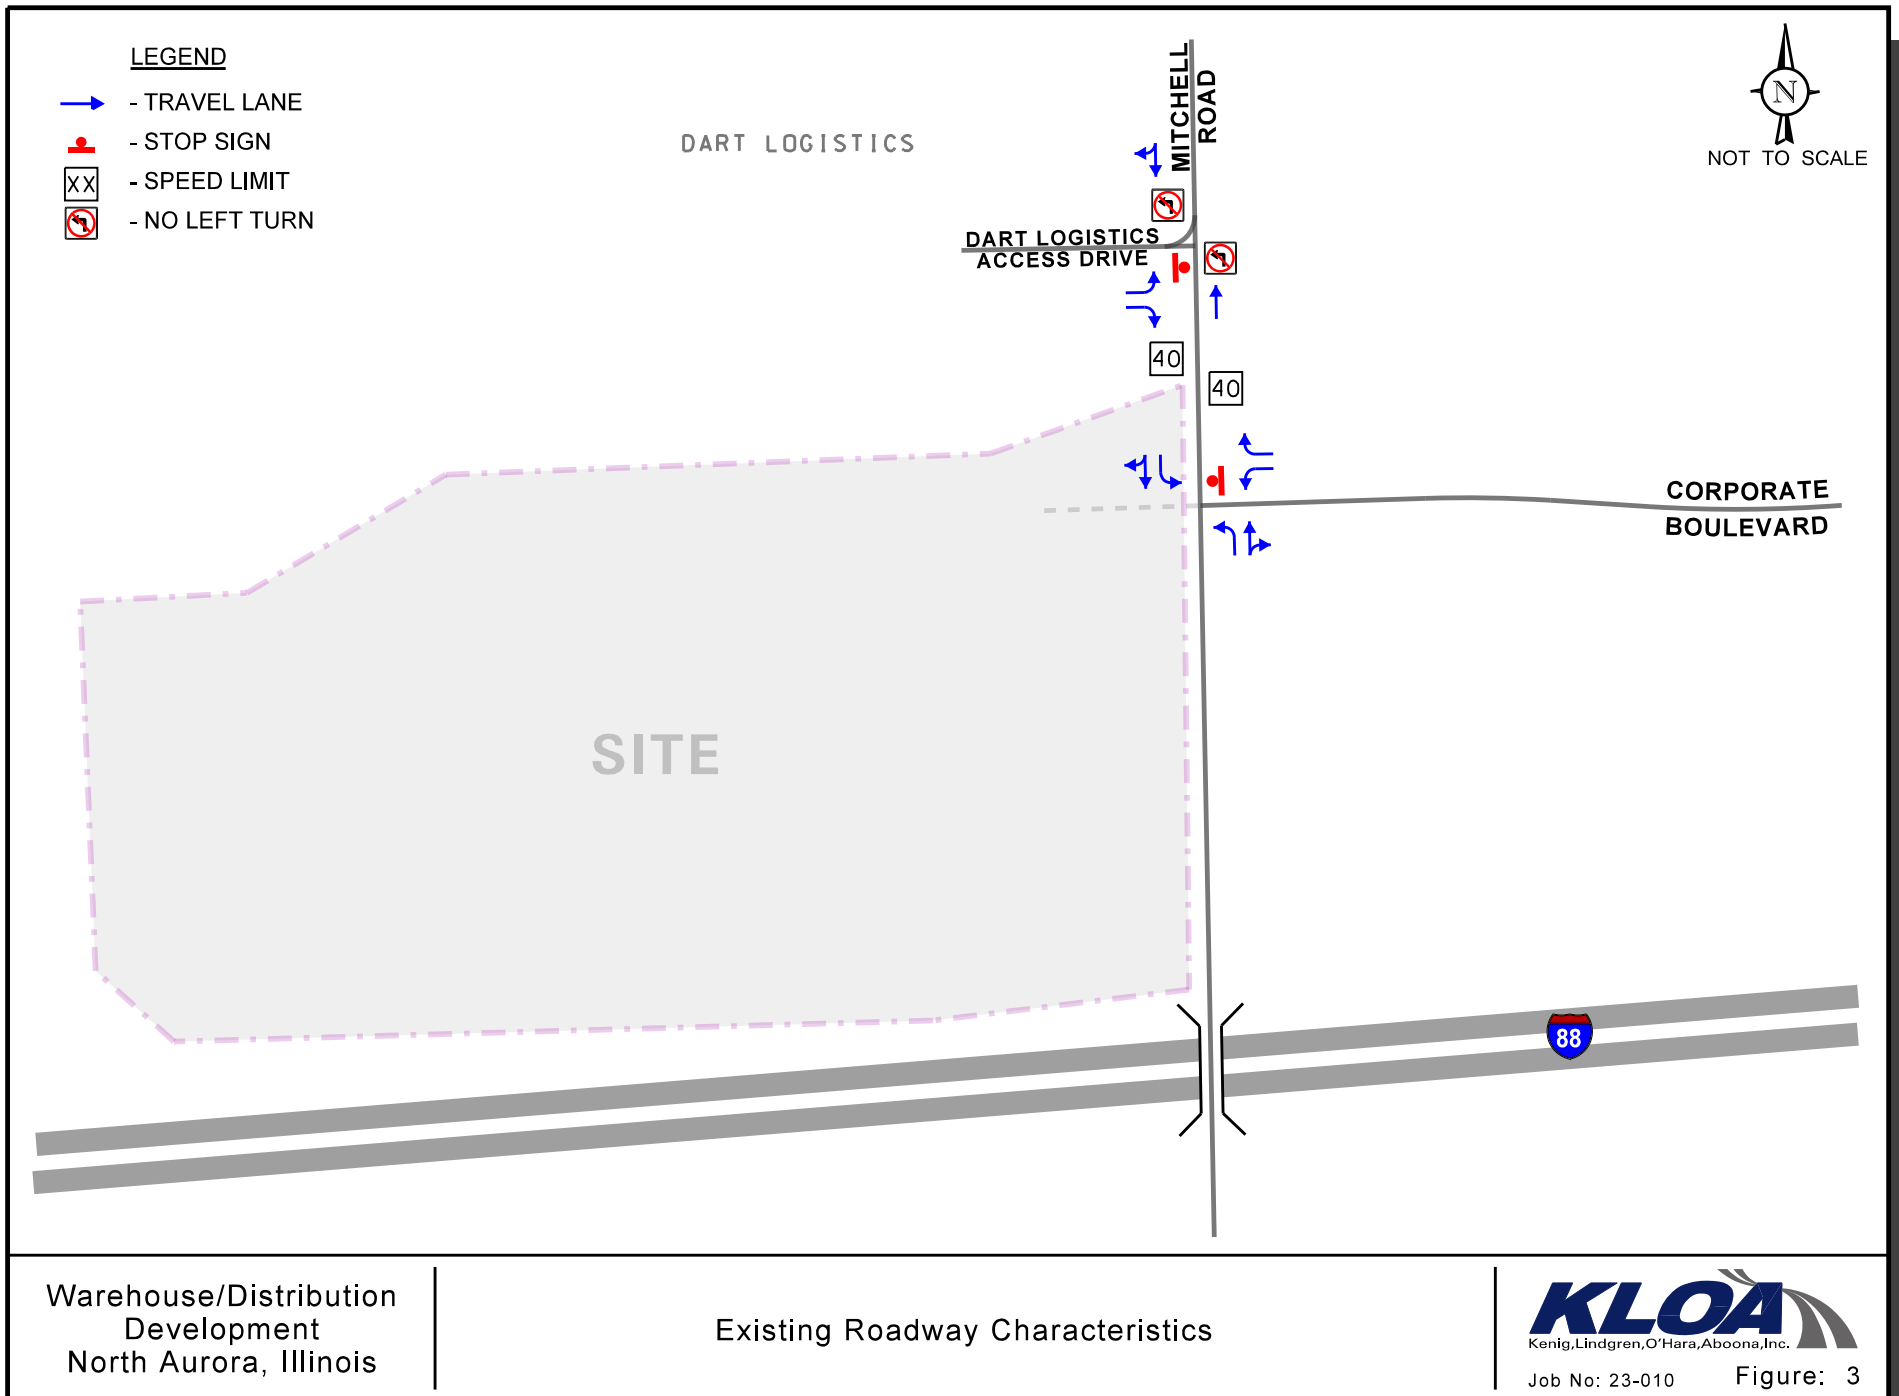 LEGEND
- TRAVEL LANE
- STOP SIGN
XX - SPEED LIMIT
- NO LEFT TURN
DART LOGISTICS
MITCHELL
ROAD
N
NOT TO SCALE
DART LOGISTICS
ACCESS DRIVE
40
40
CORPORATE
BOULEVARD
SITE
88
Warehouse/Distribution
Development
North Aurora, Illinois
Existing Roadway Characteristics
KLOA
Kenig,Lindgren,O'Hara,Aboona,Inc.
Job No: 23-010
Figure: 3